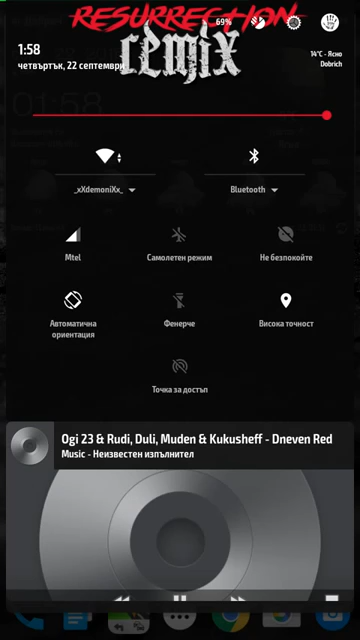 RESURRECTION
remix
69%
1:58
четвъртък, 22 септември
14°C - Ясно
Dobrich
_xXdemoniXx_
Bluetooth
Mtel
Самолетен режим
Не безпокойте
Автоматична ориентация
Фенерче
Висока точност
Точка за достъп
Ogi 23 & Rudi, Duli, Muden & Kukusheff - Dneven Red
Music - Неизвестен изпълнител